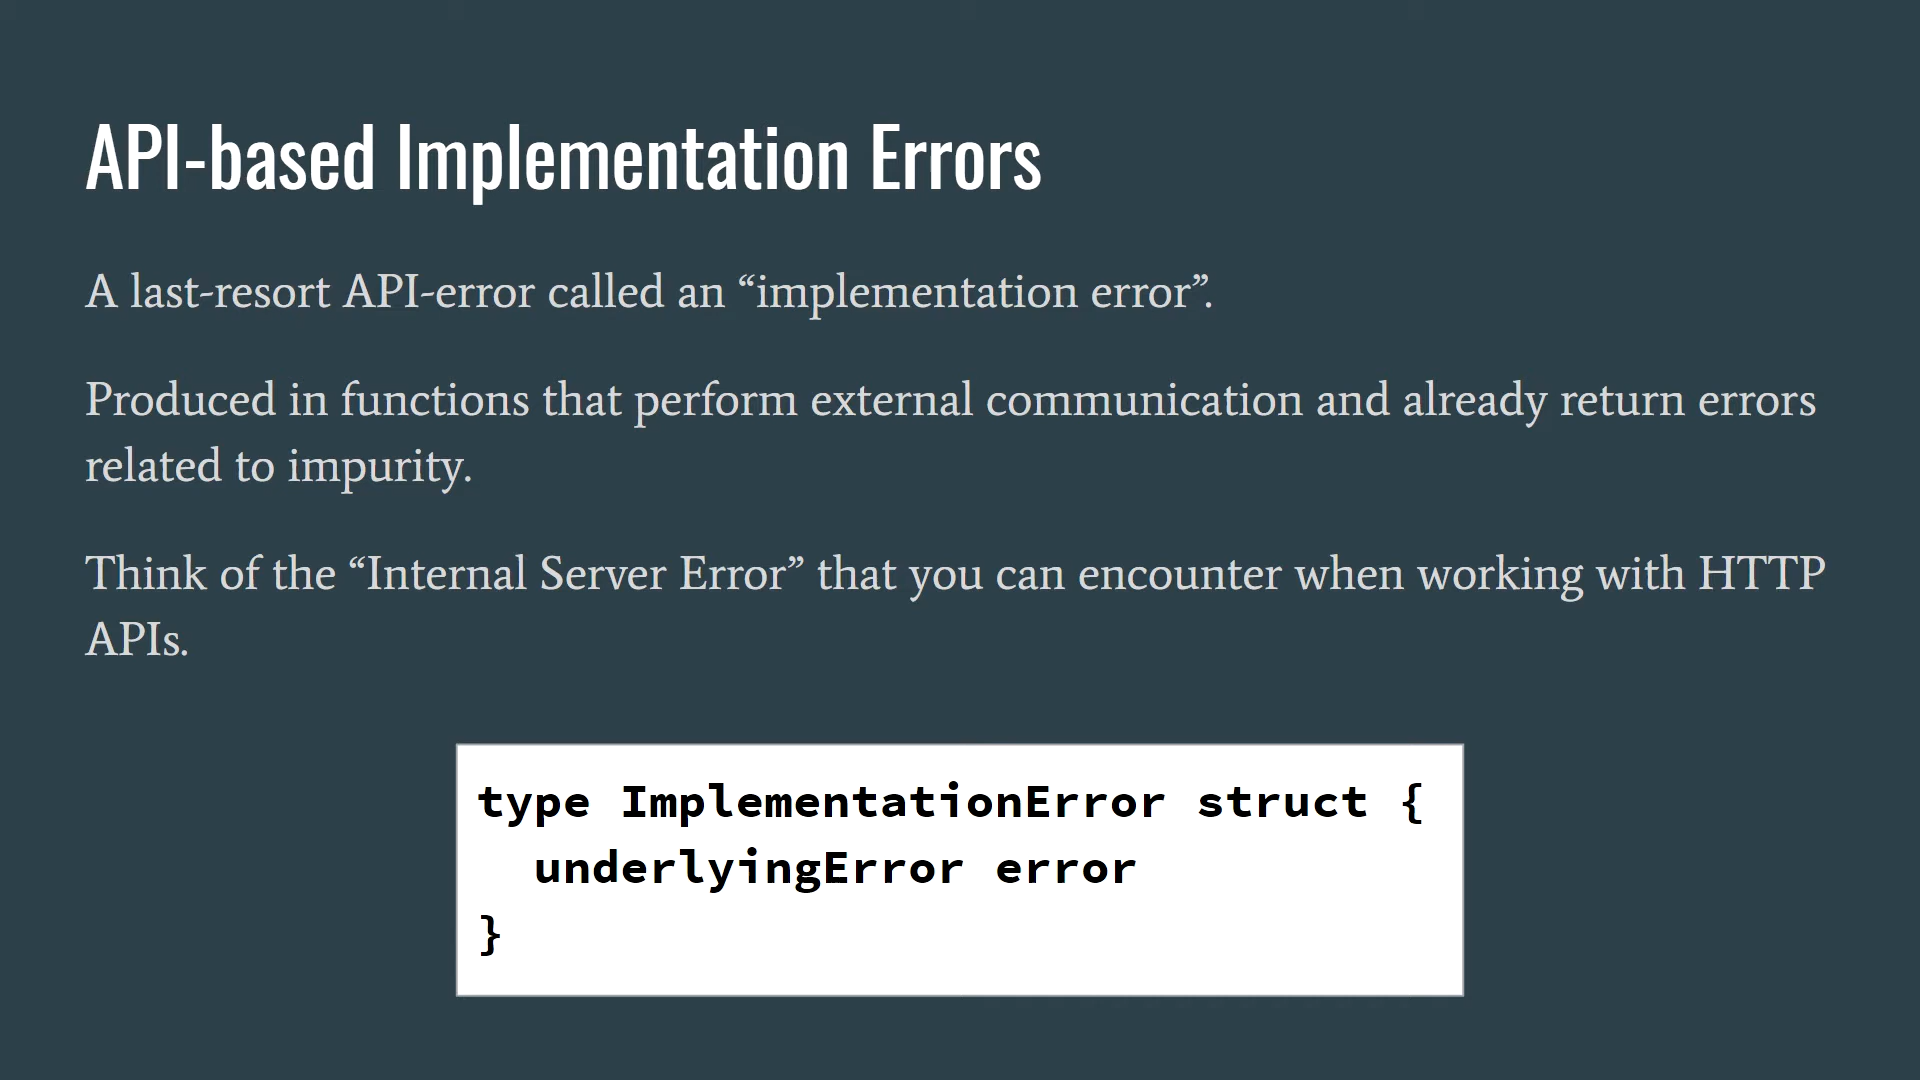 API-based Implementation Errors
A last-resort API-error called an “implementation error”.
Produced in functions that perform external communication and already return errors
related to impurity.
Think of the “Internal Server Error” that you can encounter when working with HTTP
APIs.
type ImplementationError struct {
  underlyingError error
}